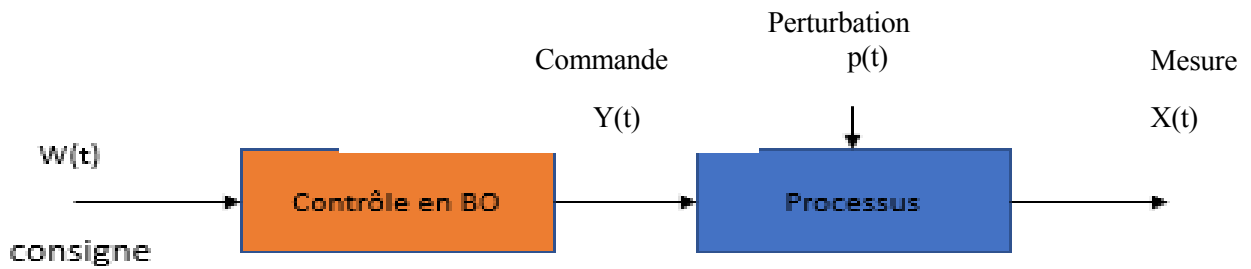 Perturbation
p(t)
Commande
Y(t)
Mesure
X(t)
W(t)
consigne
Contrôle en BO
Processus